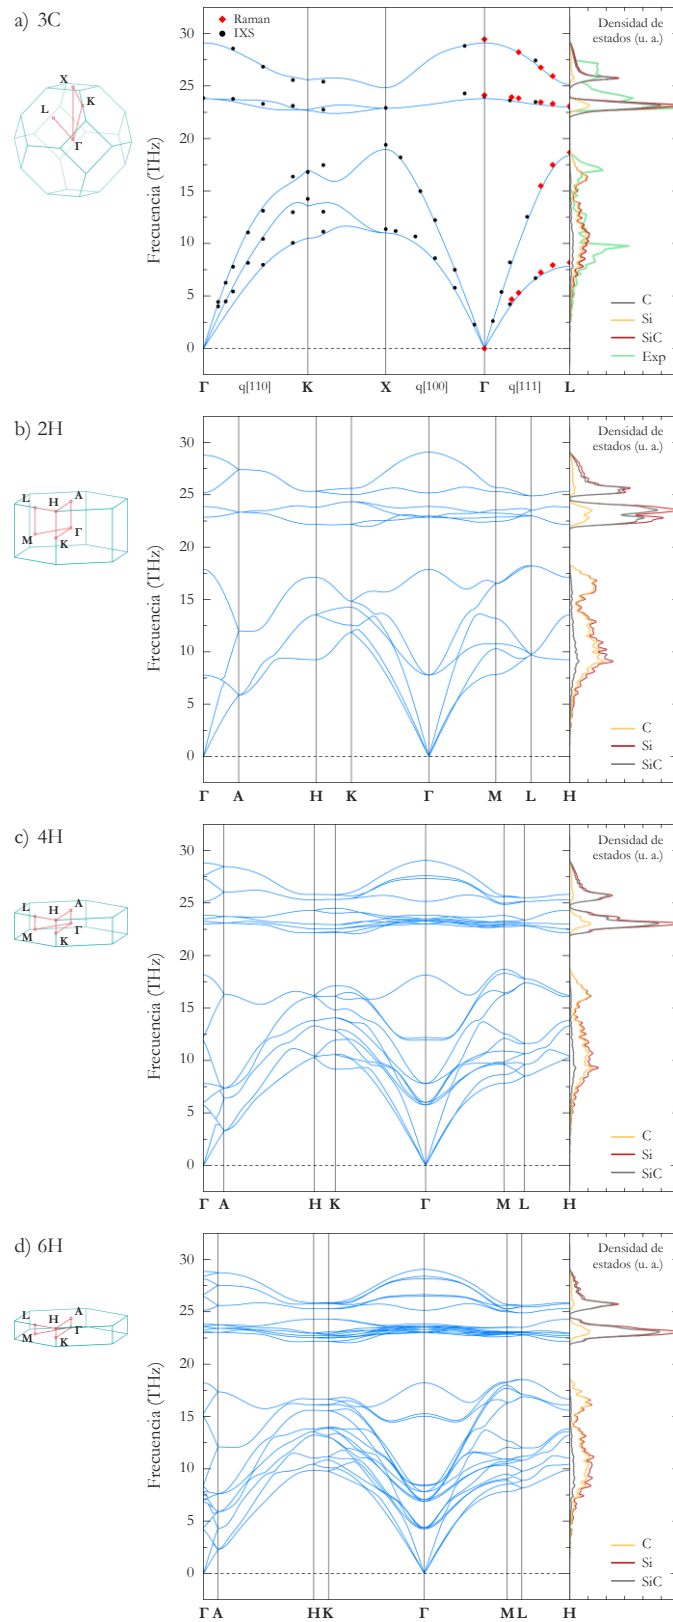 a) 3C
X
L
K
Γ
Frecuencia (THz)
30
25
20
15
10
5
0
Raman
IXS
Densidad de
estados (u. a.)
C
Si
SiC
Exp
Γ q[110] K X q[100] Γ q[111] L
b) 2H
L H A
M K Γ
Frecuencia (THz)
30
25
20
15
10
5
0
Densidad de
estados (u. a.)
C
Si
SiC
Γ A H K Γ M L H
c) 4H
L H A
M K Γ
Frecuencia (THz)
30
25
20
15
10
5
0
Densidad de
estados (u. a.)
C
Si
SiC
Γ A H K Γ M L H
d) 6H
L H A
M K Γ
Frecuencia (THz)
30
25
20
15
10
5
0
Densidad de
estados (u. a.)
C
Si
SiC
Γ A H K Γ M L H